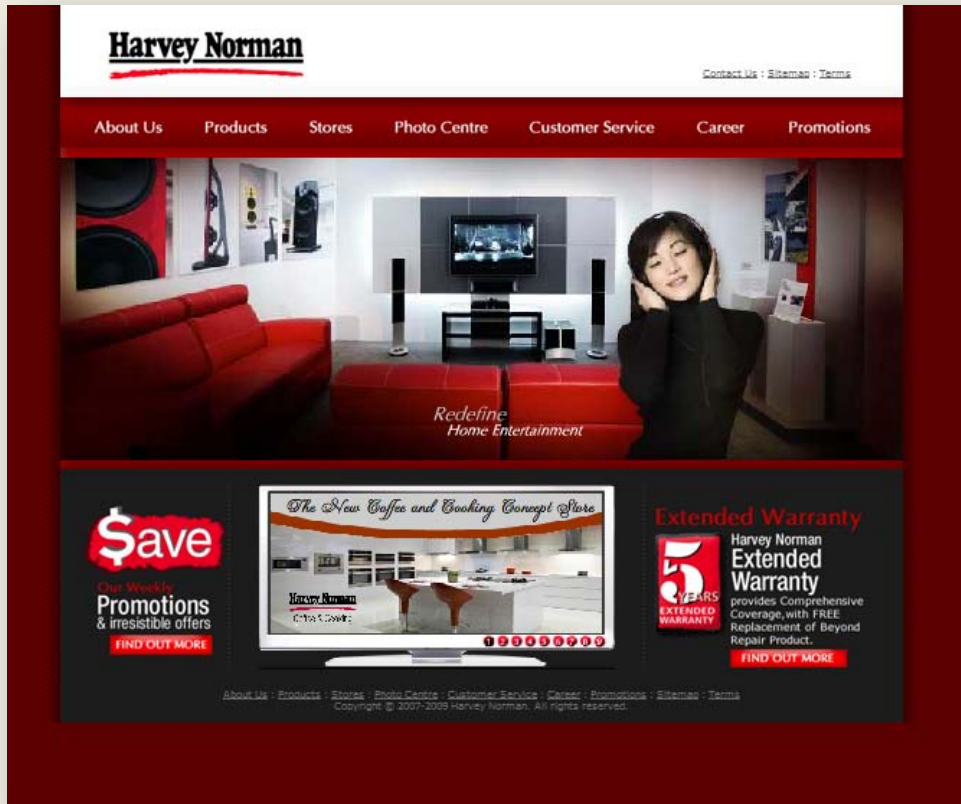 Harvey Norman
Contact Us : Sitemap : Terms
About Us Products Stores Photo Centre Customer Service Career Promotions
Redefine
Home Entertainment
$ave
Our Weekly
Promotions
& irresistible offers
FIND OUT MORE
The New Coffee and Cooking Concept Store
Harvey Norman
Coffee & Cooking
1 2 3 4 5 6 7 8 9
Extended Warranty
5
YEARS
EXTENDED
WARRANTY
Harvey Norman
Extended
Warranty
provides Comprehensive
Coverage,with FREE
Replacement of Beyond
Repair Product.
FIND OUT MORE
About Us : Products : Stores : Photo Centre : Customer Service : Career : Promotions : Sitemap : Terms
Copyright © 2007-2009 Harvey Norman. All rights reserved.